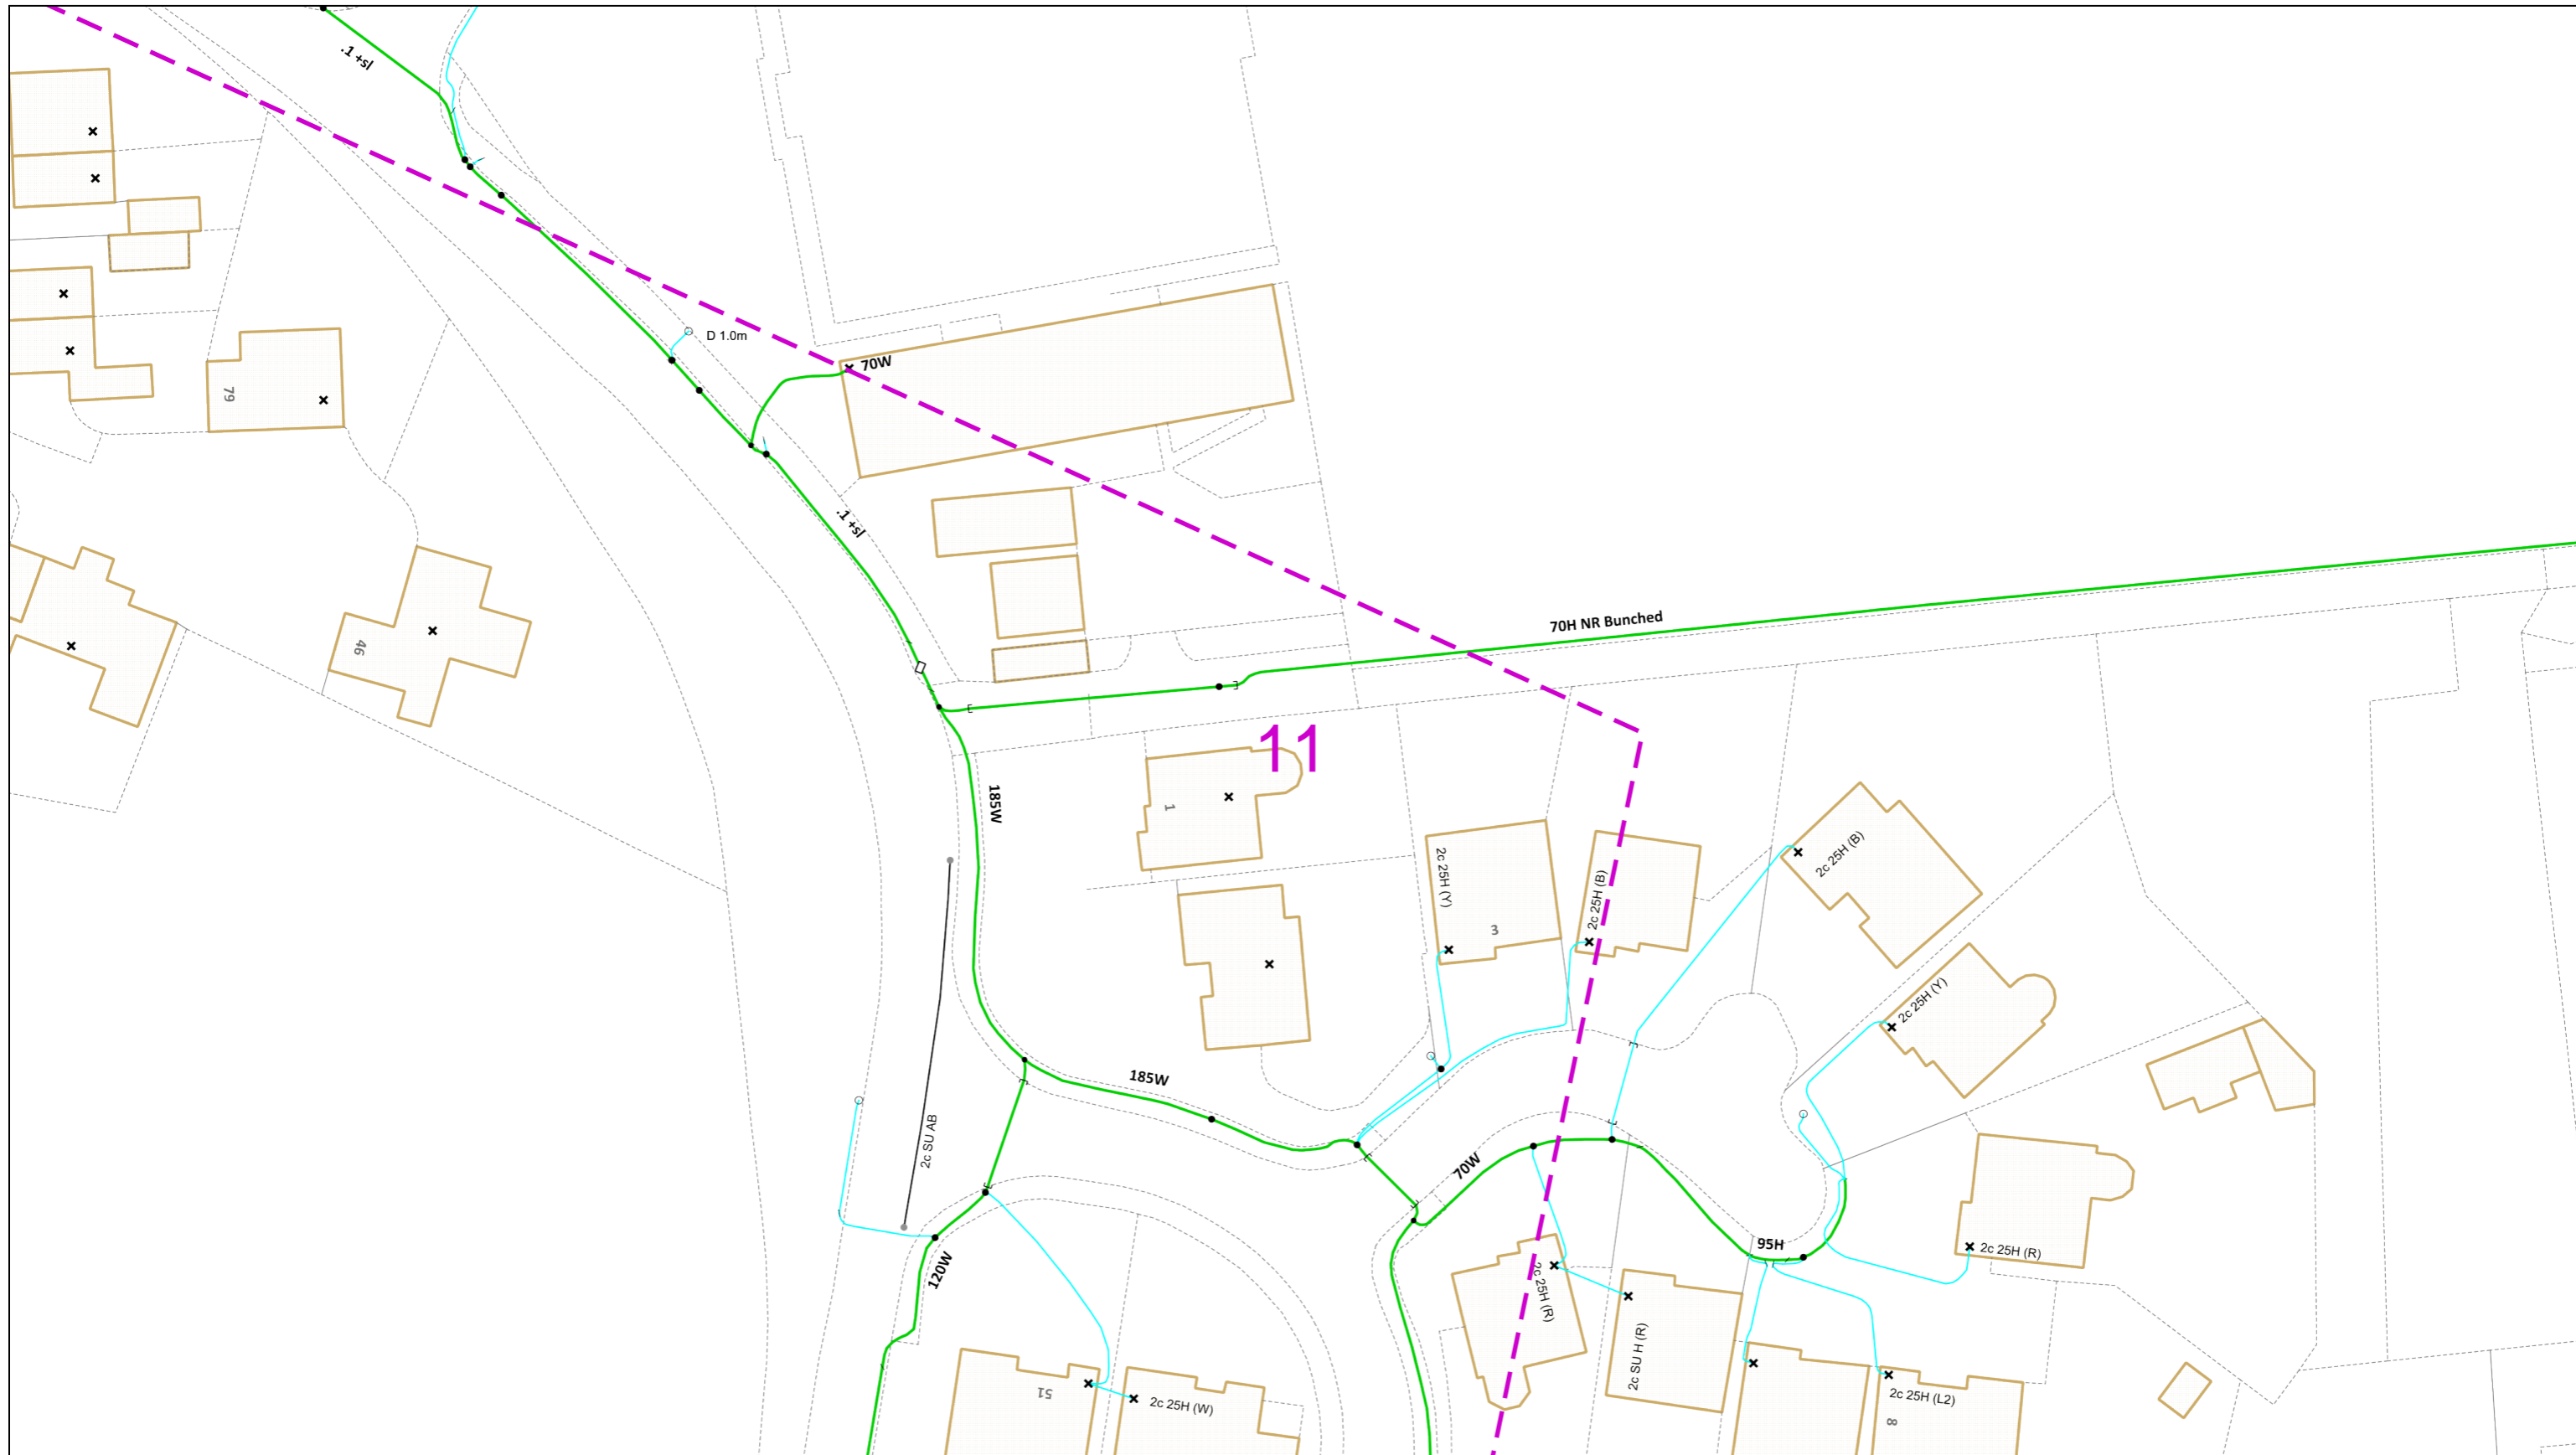 .1 +sl
D 1.0m
70W
79
.1 +sl
70H NR Bunched
46
11
185W
1
2c 25H (Y)
3
2c 25H (B)
2c 25H (B)
2c 25H (Y)
185W
2c SU AB
70W
95H
2c 25H (R)
120W
2c 25H (R)
2c SU H (R)
51
2c 25H (W)
2c 25H (L2)
8